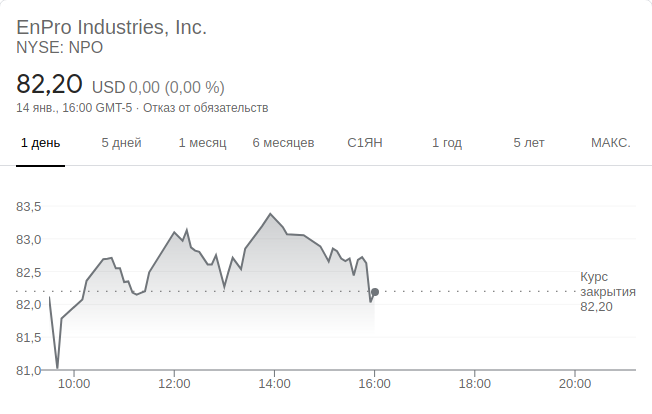 EnPro Industries, Inc.
NYSE: NPO
82,20 USD 0,00 (0,00 %)
14 янв., 16:00 GMT-5 · Отказ от обязательств
1 день 5 дней 1 месяц 6 месяцев С1ЯН 1 год 5 лет МАКС.
83,5
83,0
82,5
82,0
81,5
81,0
Курс
закрытия
82,20
10:00 12:00 14:00 16:00 18:00 20:00